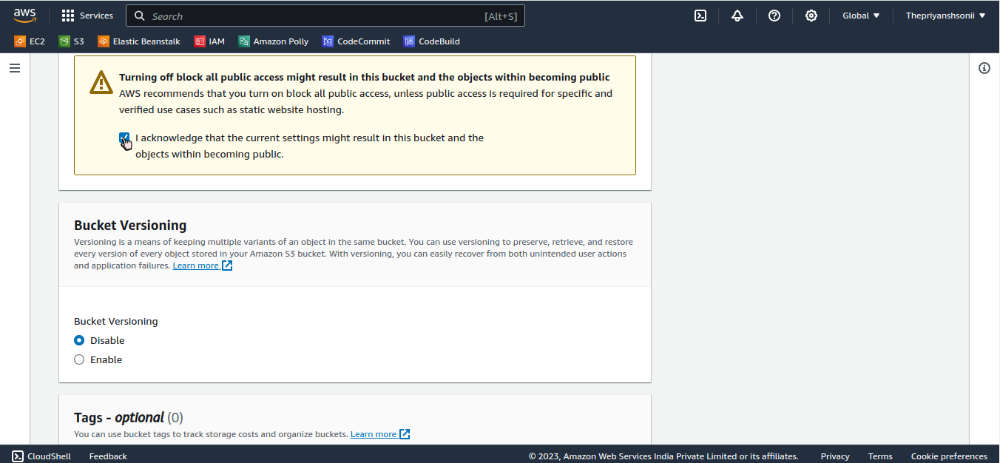 aws Services Search [Alt+S] Global Thepriyanshsonii
EC2 S3 Elastic Beanstalk IAM Amazon Polly CodeCommit CodeBuild
Turning off block all public access might result in this bucket and the objects within becoming public
AWS recommends that you turn on block all public access, unless public access is required for specific and
verified use cases such as static website hosting.
I acknowledge that the current settings might result in this bucket and the
objects within becoming public.
Bucket Versioning
Versioning is a means of keeping multiple variants of an object in the same bucket. You can use versioning to preserve, retrieve, and restore
every version of every object stored in your Amazon S3 bucket. With versioning, you can easily recover from both unintended user actions
and application failures. Learn more
Bucket Versioning
Disable
Enable
Tags - optional (0)
You can use bucket tags to track storage costs and organize buckets. Learn more
CloudShell Feedback © 2023, Amazon Web Services India Private Limited or its affiliates. Privacy Terms Cookie preferences